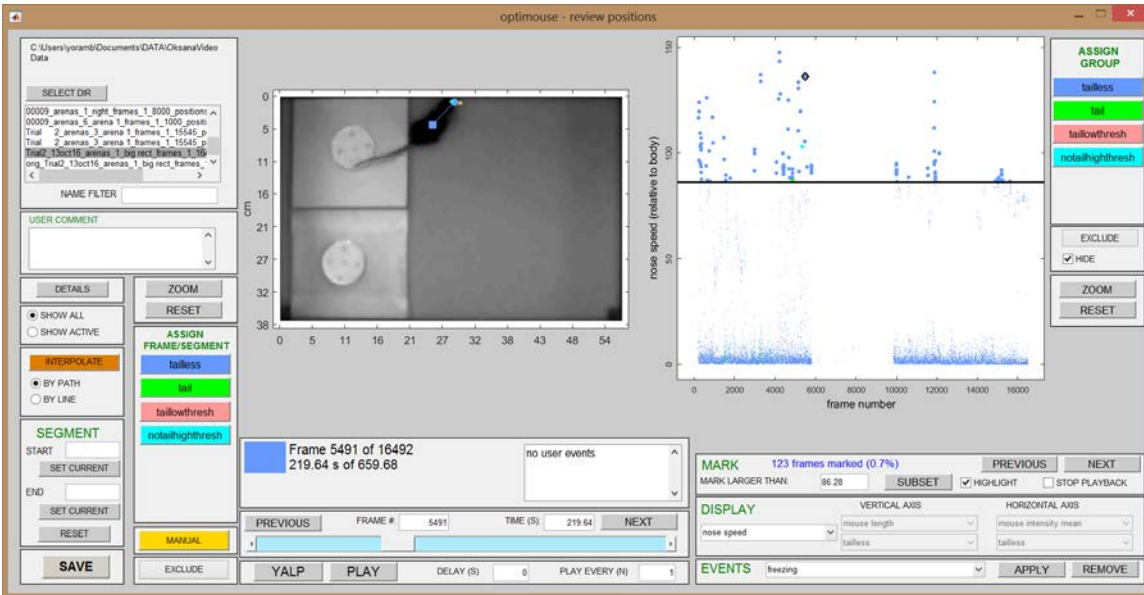 optimouse - review positions
C:\Users\yoramb\Documents\DATA\OksanaVideo
Data
SELECT DIR
00009_arenas_1_right_frames_1_8000_positions
00009_arenas_6_arena 1_frames_1_1000_positi
Trial 2_arenas_3_arena 1_frames_1_15545_p
Trial 2_arenas_3_arena 1_frames_1_15545_p
Trial2_13oct16_arenas_1_big rect_frames_1_16
orig_Trial2_13oct16_arenas_1_big rect_frames_
NAME FILTER
USER COMMENT
DETAILS
SHOW ALL
SHOW ACTIVE
INTERPOLATE
BY PATH
BY LINE
SEGMENT
START
SET CURRENT
END
SET CURRENT
RESET
SAVE
ZOOM
RESET
ASSIGN
FRAME/SEGMENT
tailless
tail
taillowthresh
notailhighthresh
MANUAL
EXCLUDE
cm
0
5
11
16
21
27
32
38
0 5 11 16 21 27 32 38 43 48 54
Frame 5491 of 16492
219.64 s of 659.68
no user events
PREVIOUS FRAME #: 5491 TIME (S): 219.64 NEXT
YALP PLAY DELAY (S) 0 PLAY EVERY (N) 1
nose speed (relative to body)
150
100
50
0
0 2000 4000 6000 8000 10000 12000 14000 16000
frame number
ASSIGN
GROUP
tailless
tail
taillowthresh
notailhighthresh
EXCLUDE
HIDE
ZOOM
RESET
MARK 123 frames marked (0.7%) PREVIOUS NEXT
MARK LARGER THAN: 86.28 SUBSET HIGHLIGHT STOP PLAYBACK
DISPLAY VERTICAL AXIS HORIZONTAL AXIS
nose speed mouse length mouse intensity mean
tailless tailless
EVENTS freezing APPLY REMOVE